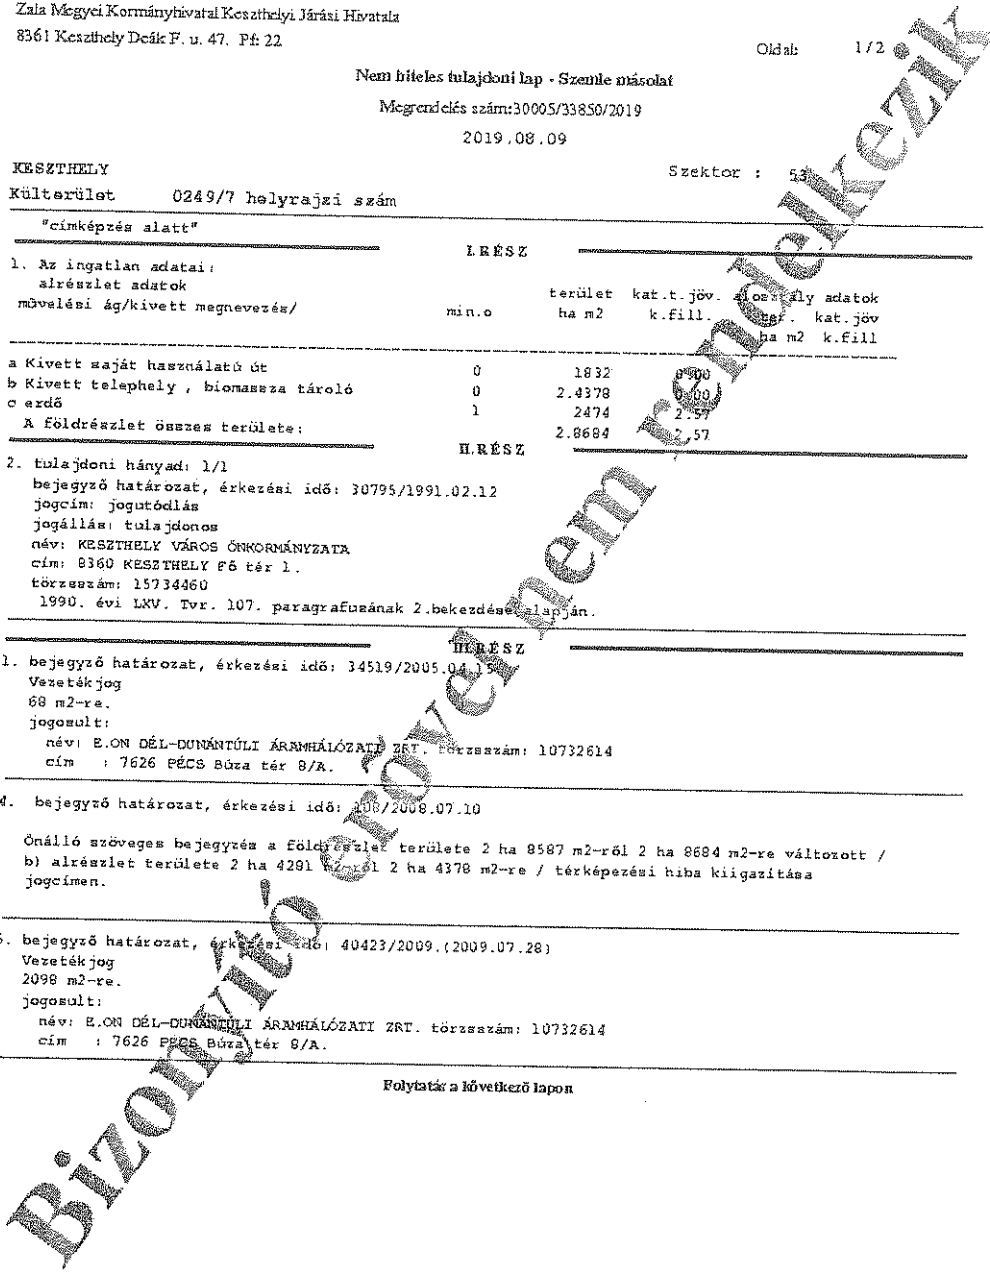 Zala Megyei Kormányhivatal Keszthelyi Járási Hivatala
8361 Keszthely Deák F. u. 47. Pf: 22
Oldal: 1/2
Nem hiteles tulajdoni lap - Szemle másolat
Megrendelés szám:30005/33850/2019
2019.08.09
KESZTHELY Szektor : 53
Külterület 0249/7 helyrajzi szám
"címképzés alatt"
I.RÉSZ
1. Az ingatlan adatai:
alrészlet adatok
művelési ág/kivett megnevezés/ min.o
terület kat.t.jöv. alosztály adatok
ha m2 k.fill. ter. kat.jöv
ha m2 k.fill
a Kivett saját használatú út 0 1832 0.00
b Kivett telephely , biomassza tároló 0 2.4378 0.00
c erdő 1 2474 2.57
A földrészlet összes területe: 2.8684 2.57
II.RÉSZ
2. tulajdoni hányad: 1/1
bejegyző határozat, érkezési idő: 30795/1991.02.12
jogcím: jogutódlás
jogállás: tulajdonos
név: KESZTHELY VÁROS ÖNKORMÁNYZATA
cím: 8360 KESZTHELY Fő tér 1.
törzsszám: 15734460
1990. évi LXV. Tvr. 107. paragrafusának 2.bekezdése alapján.
III.RÉSZ
1. bejegyző határozat, érkezési idő: 34519/2005.04.15
Vezetékjog
68 m2-re.
jogosult:
név: E.ON DÉL-DUNÁNTÚLI ÁRAMHÁLÓZATI ZRT. törzsszám: 10732614
cím : 7626 PÉCS Búza tér 8/A.
4. bejegyző határozat, érkezési idő: 108/2008.07.10
Önálló szöveges bejegyzés a földrészlet területe 2 ha 8587 m2-ről 2 ha 8684 m2-re változott /
b) alrészlet területe 2 ha 4281 m2-ről 2 ha 4378 m2-re / térképezési hiba kiigazítása
jogcímen.
5. bejegyző határozat, érkezési idő: 40423/2009.(2009.07.28)
Vezetékjog
2098 m2-re.
jogosult:
név: E.ON DÉL-DUNÁNTÚLI ÁRAMHÁLÓZATI ZRT. törzsszám: 10732614
cím : 7626 PÉCS Búza tér 8/A.
Folytatás a következő lapon
Bizonyító erővel nem rendelkezik